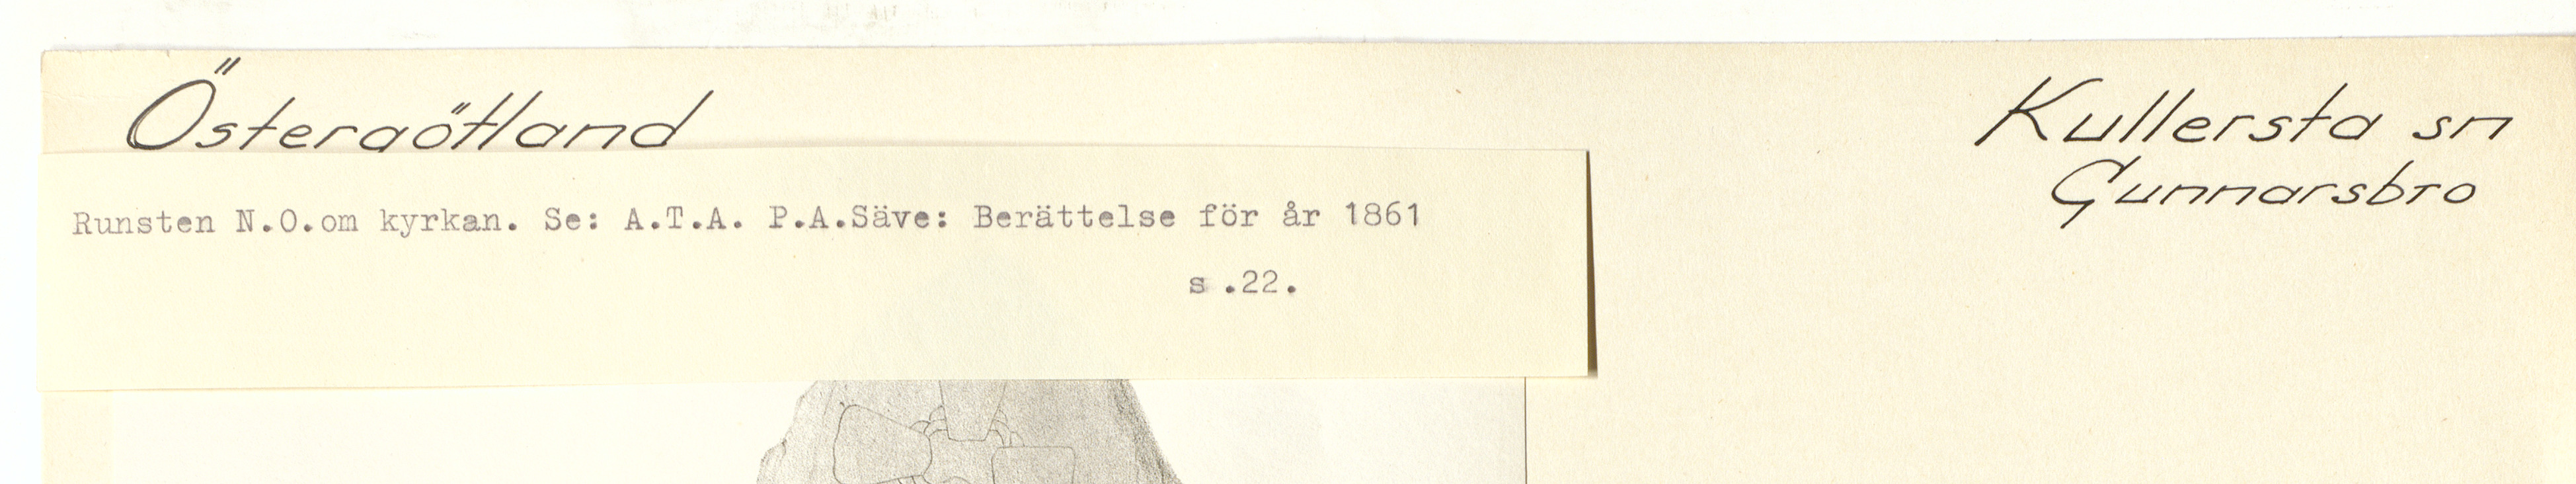 Östergötland
Kullersta sn
Gunnarsbro
Runsten N.O.om kyrkan. Se: A.T.A. P.A.Säve: Berättelse för år 1861
s .22.